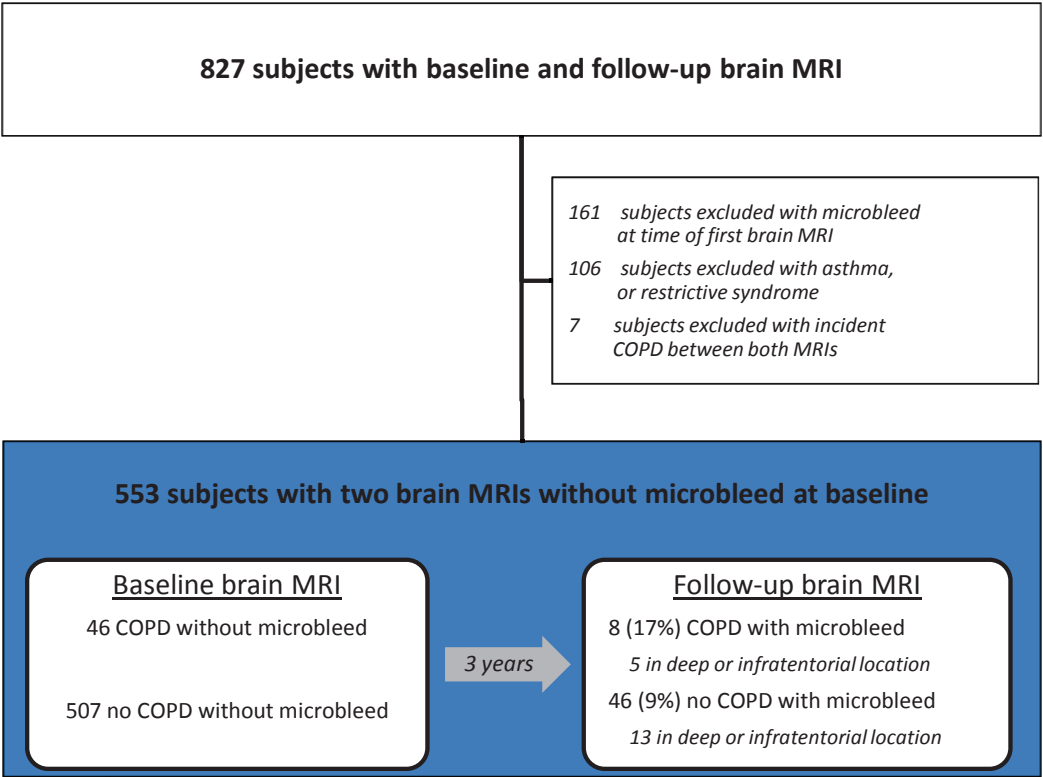 827 subjects with baseline and follow-up brain MRI
161 subjects excluded with microbleed
at time of first brain MRI
106 subjects excluded with asthma,
or restrictive syndrome
7 subjects excluded with incident
COPD between both MRIs
553 subjects with two brain MRIs without microbleed at baseline
Baseline brain MRI
46 COPD without microbleed
507 no COPD without microbleed
3 years
Follow-up brain MRI
8 (17%) COPD with microbleed
5 in deep or infratentorial location
46 (9%) no COPD with microbleed
13 in deep or infratentorial location